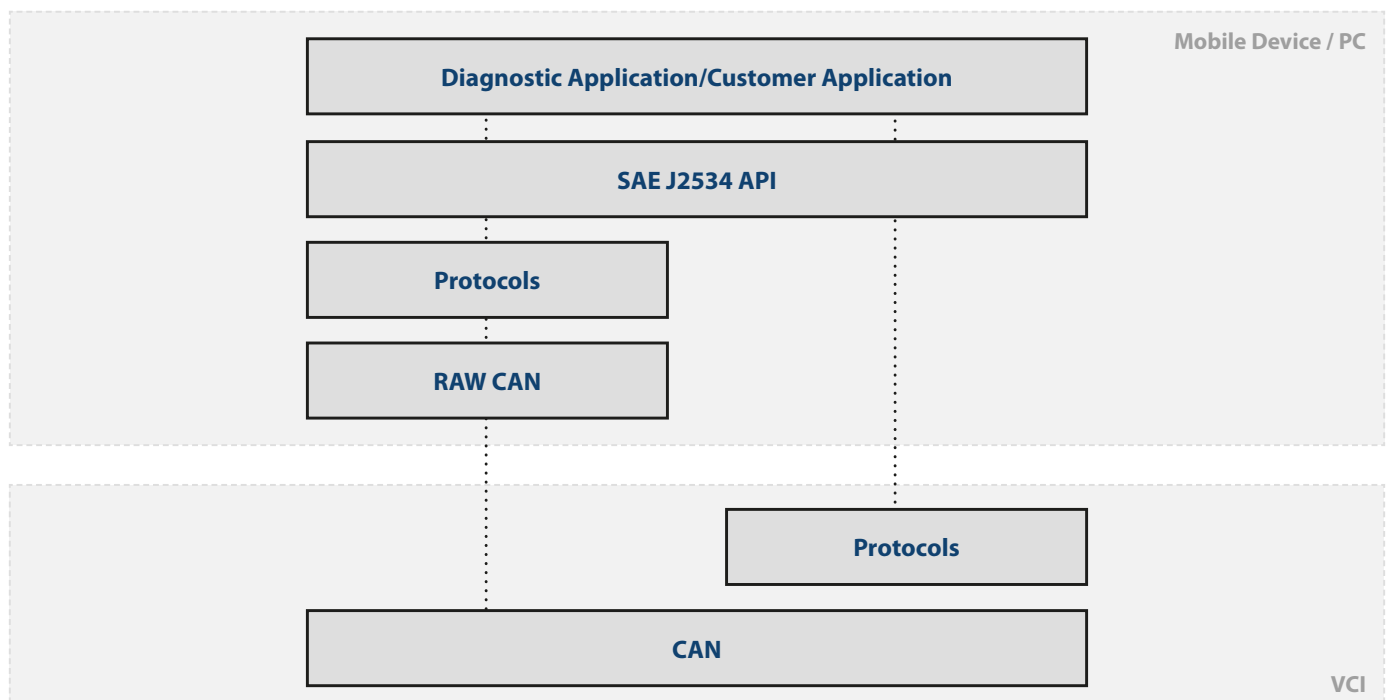 Mobile Device / PC
Diagnostic Application/Customer Application
SAE J2534 API
Protocols
RAW CAN
Protocols
CAN
VCI